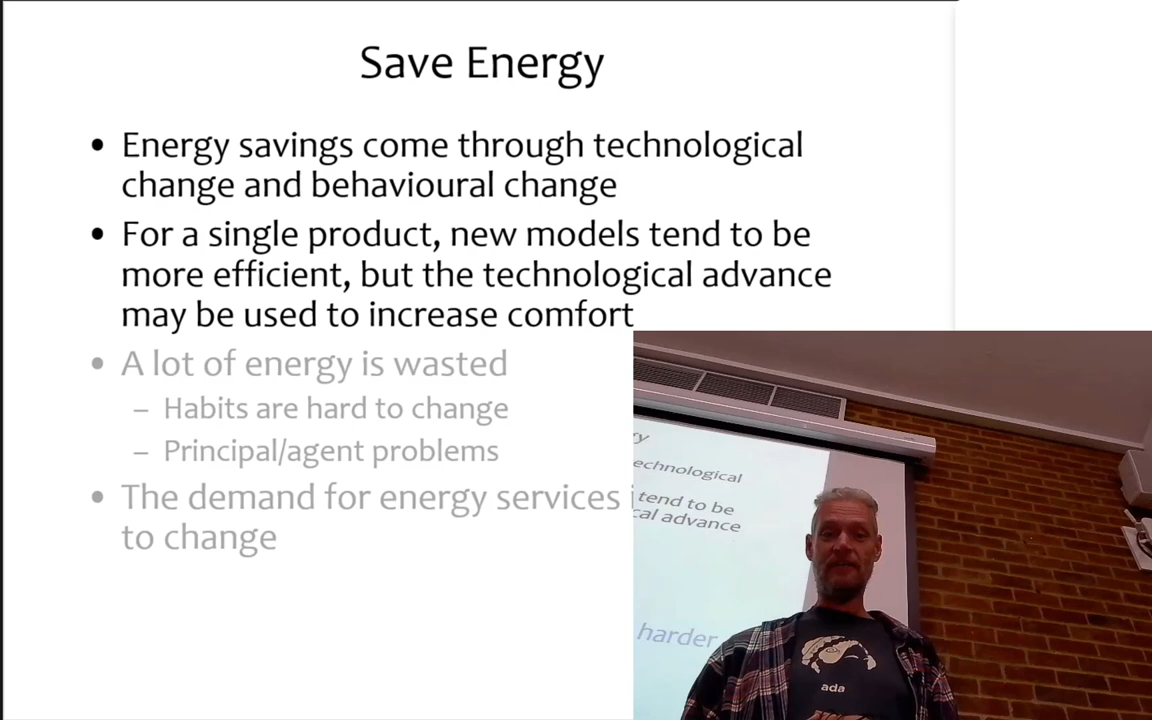 Save Energy
• Energy savings come through technological
change and behavioural change
• For a single product, new models tend to be
more efficient, but the technological advance
may be used to increase comfort
• A lot of energy is wasted
– Habits are hard to change
– Principal/agent problems
• The demand for energy services
to change
echnological
tend to be
cal advance
harder
ada